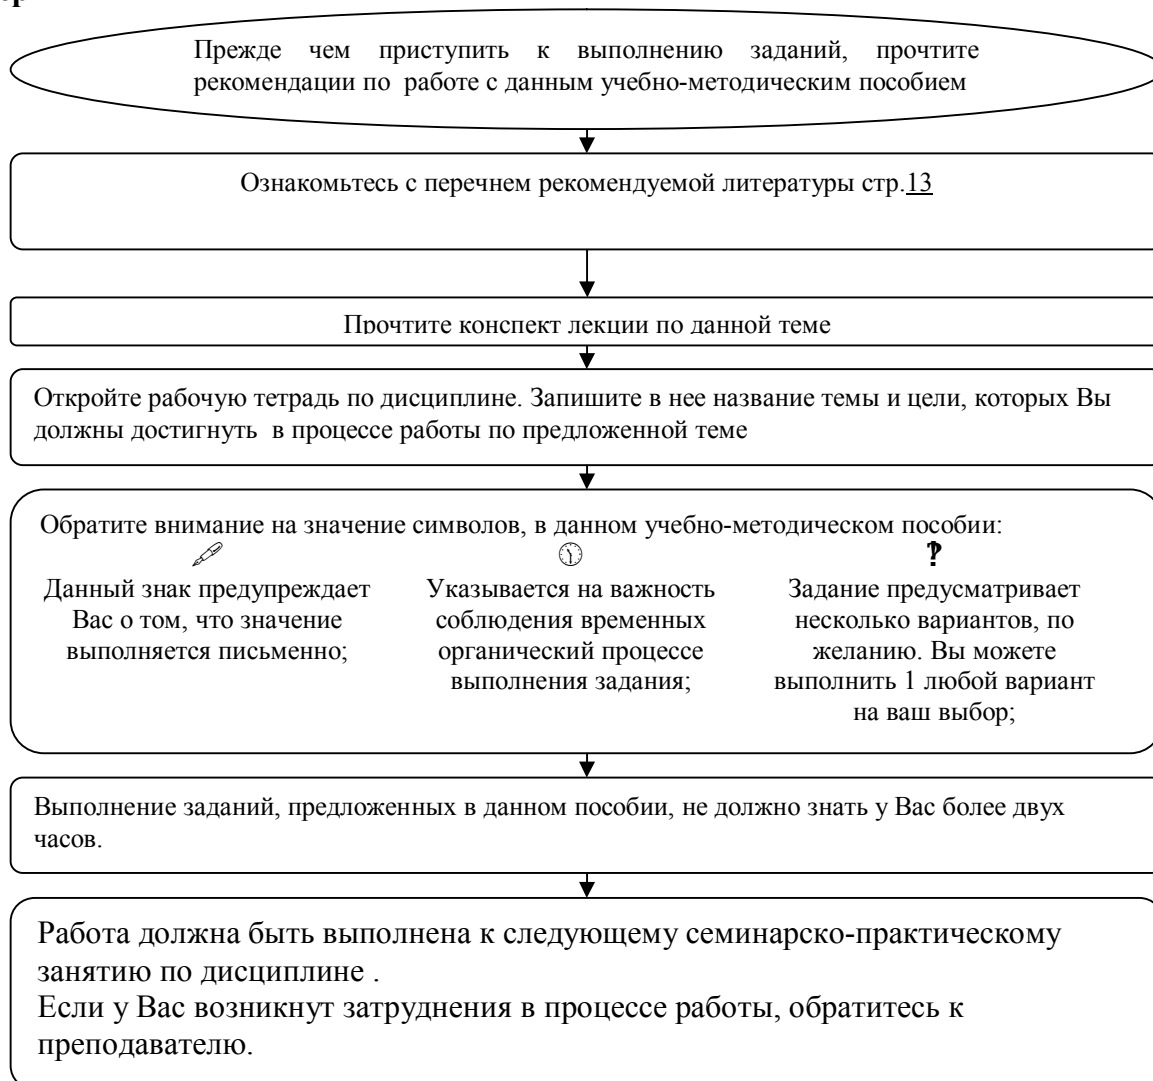 Прежде чем приступить к выполнению заданий, прочтите
рекомендации по работе с данным учебно-методическим пособием
Ознакомьтесь с перечнем рекомендуемой литературы стр.13
Прочтите конспект лекции по данной теме
Откройте рабочую тетрадь по дисциплине. Запишите в нее название темы и цели, которых Вы
должны достигнуть в процессе работы по предложенной теме
Обратите внимание на значение символов, в данном учебно-методическом пособии:
Данный знак предупреждает
Вас о том, что значение
выполняется письменно;
Указывается на важность
соблюдения временных
органический процессе
выполнения задания;
?
Задание предусматривает
несколько вариантов, по
желанию. Вы можете
выполнить 1 любой вариант
на ваш выбор;
Выполнение заданий, предложенных в данном пособии, не должно знать у Вас более двух
часов.
Работа должна быть выполнена к следующему семинарско-практическому
занятию по дисциплине .
Если у Вас возникнут затруднения в процессе работы, обратитесь к
преподавателю.